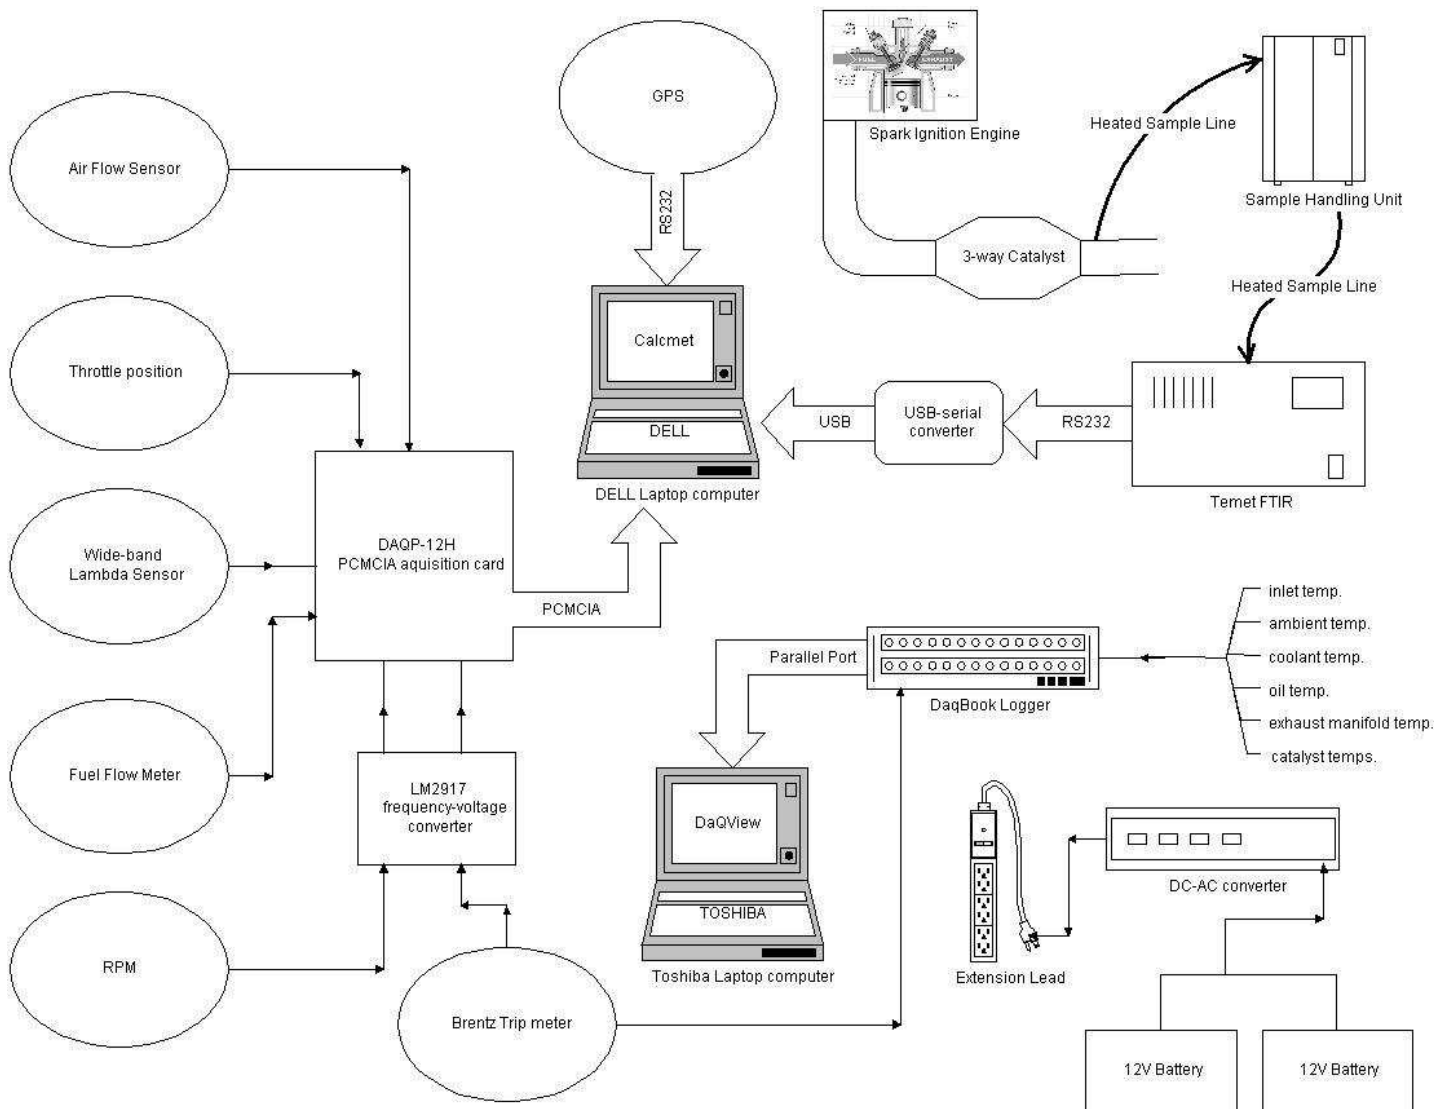 GPS
FUEL
EXHAUST
Spark Ignition Engine
Heated Sample Line
Sample Handling Unit
Air Flow Sensor
RS232
3-way Catalyst
Heated Sample Line
Throttle position
Calcmet
DELL
DELL Laptop computer
USB
USB-serial
converter
RS232
Temet FTIR
Wide-band
Lambda Sensor
DAQP-12H
PCMCIA aquisition card
PCMCIA
inlet temp.
ambient temp.
coolant temp.
oil temp.
exhaust manifold temp.
catalyst temps.
Parallel Port
DaqBook Logger
Fuel Flow Meter
LM2917
frequency-voltage
converter
DaQView
TOSHIBA
Toshiba Laptop computer
Extension Lead
DC-AC converter
RPM
Brentz Trip meter
12V Battery
12V Battery